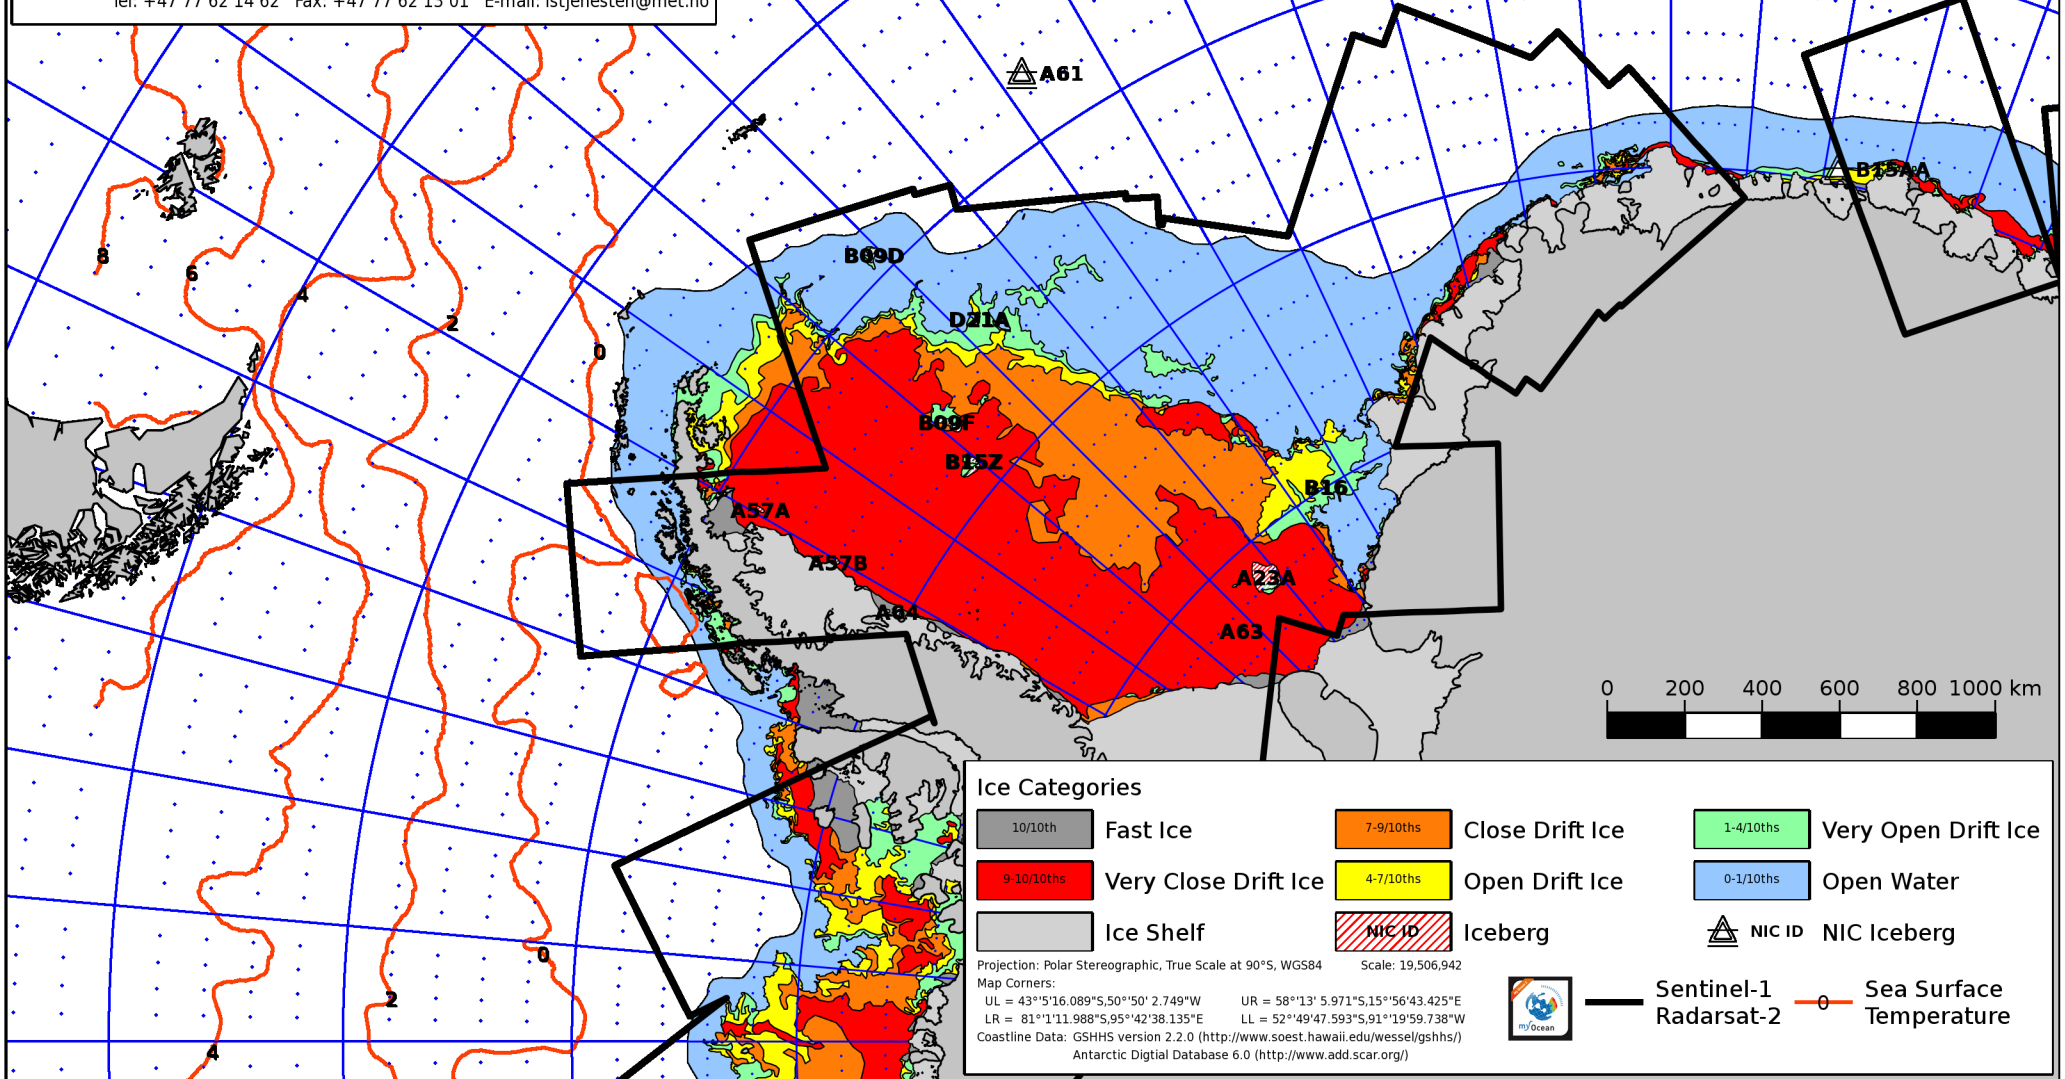 Tel: +47 77 62 14 62 Fax: +47 77 62 13 01 E-mail: istjenesten@met.no
A61
B15AA
B09D
D21A
B09F
B15Z
B16
A57A
A57B
A23A
A64
A63
8
6
4
2
0
0
2
4
0 200 400 600 800 1000 km
Ice Categories
10/10th Fast Ice
7-9/10ths Close Drift Ice
1-4/10ths Very Open Drift Ice
9-10/10ths Very Close Drift Ice
4-7/10ths Open Drift Ice
0-1/10ths Open Water
Ice Shelf
NIC ID Iceberg
NIC ID NIC Iceberg
Projection: Polar Stereographic, True Scale at 90°S, WGS84 Scale: 19,506,942
Map Corners:
UL = 43°'5'16.089"S,50°'50' 2.749"W UR = 58°'13' 5.971"S,15°'56'43.425"E
LR = 81°'1'11.988"S,95°'42'38.135"E LL = 52°'49'47.593"S,91°'19'59.738"W
Coastline Data: GSHHS version 2.2.0 (http://www.soest.hawaii.edu/wessel/gshhs/)
Antarctic Digtial Database 6.0 (http://www.add.scar.org/)
myOcean
Sentinel-1
Radarsat-2
0
Sea Surface
Temperature